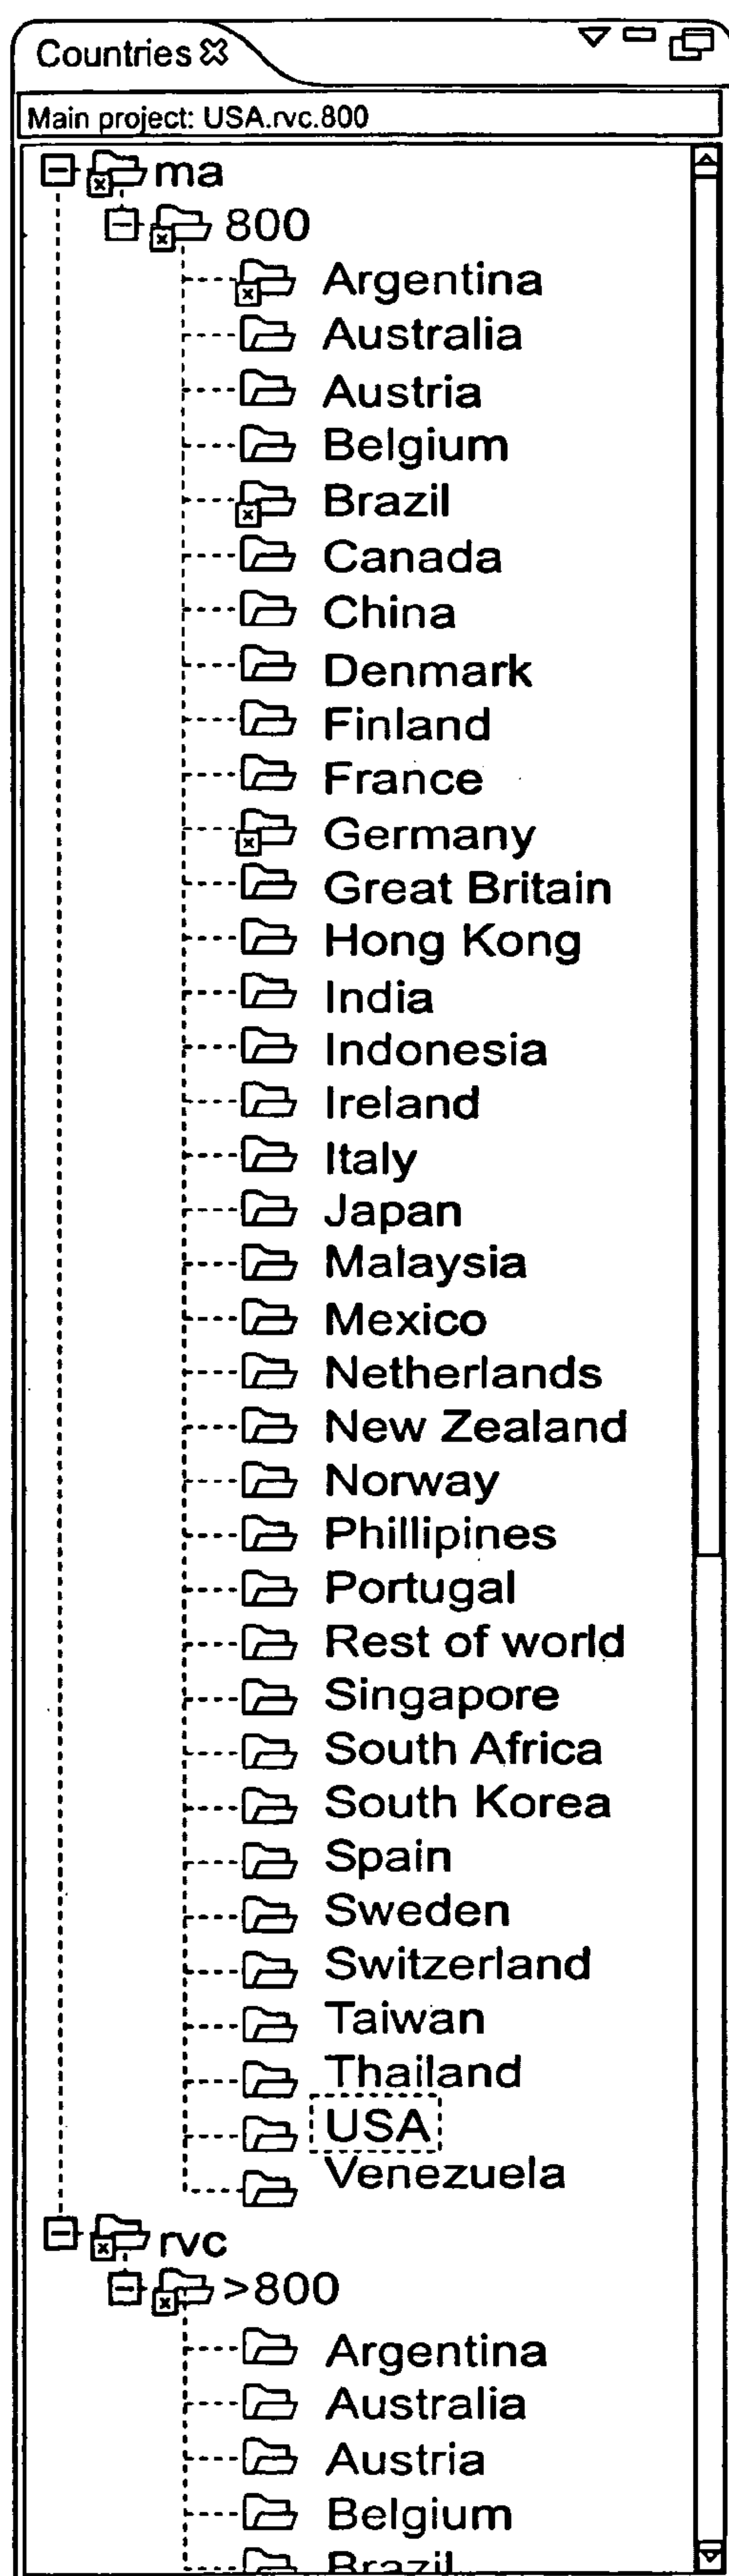 Countries
Main project: USA.rvc.800
ma
800
Argentina
Australia
Austria
Belgium
Brazil
Canada
China
Denmark
Finland
France
Germany
Great Britain
Hong Kong
India
Indonesia
Ireland
Italy
Japan
Malaysia
Mexico
Netherlands
New Zealand
Norway
Phillipines
Portugal
Rest of world
Singapore
South Africa
South Korea
Spain
Sweden
Switzerland
Taiwan
Thailand
USA
Venezuela
rvc
>800
Argentina
Australia
Austria
Belgium
Brazil